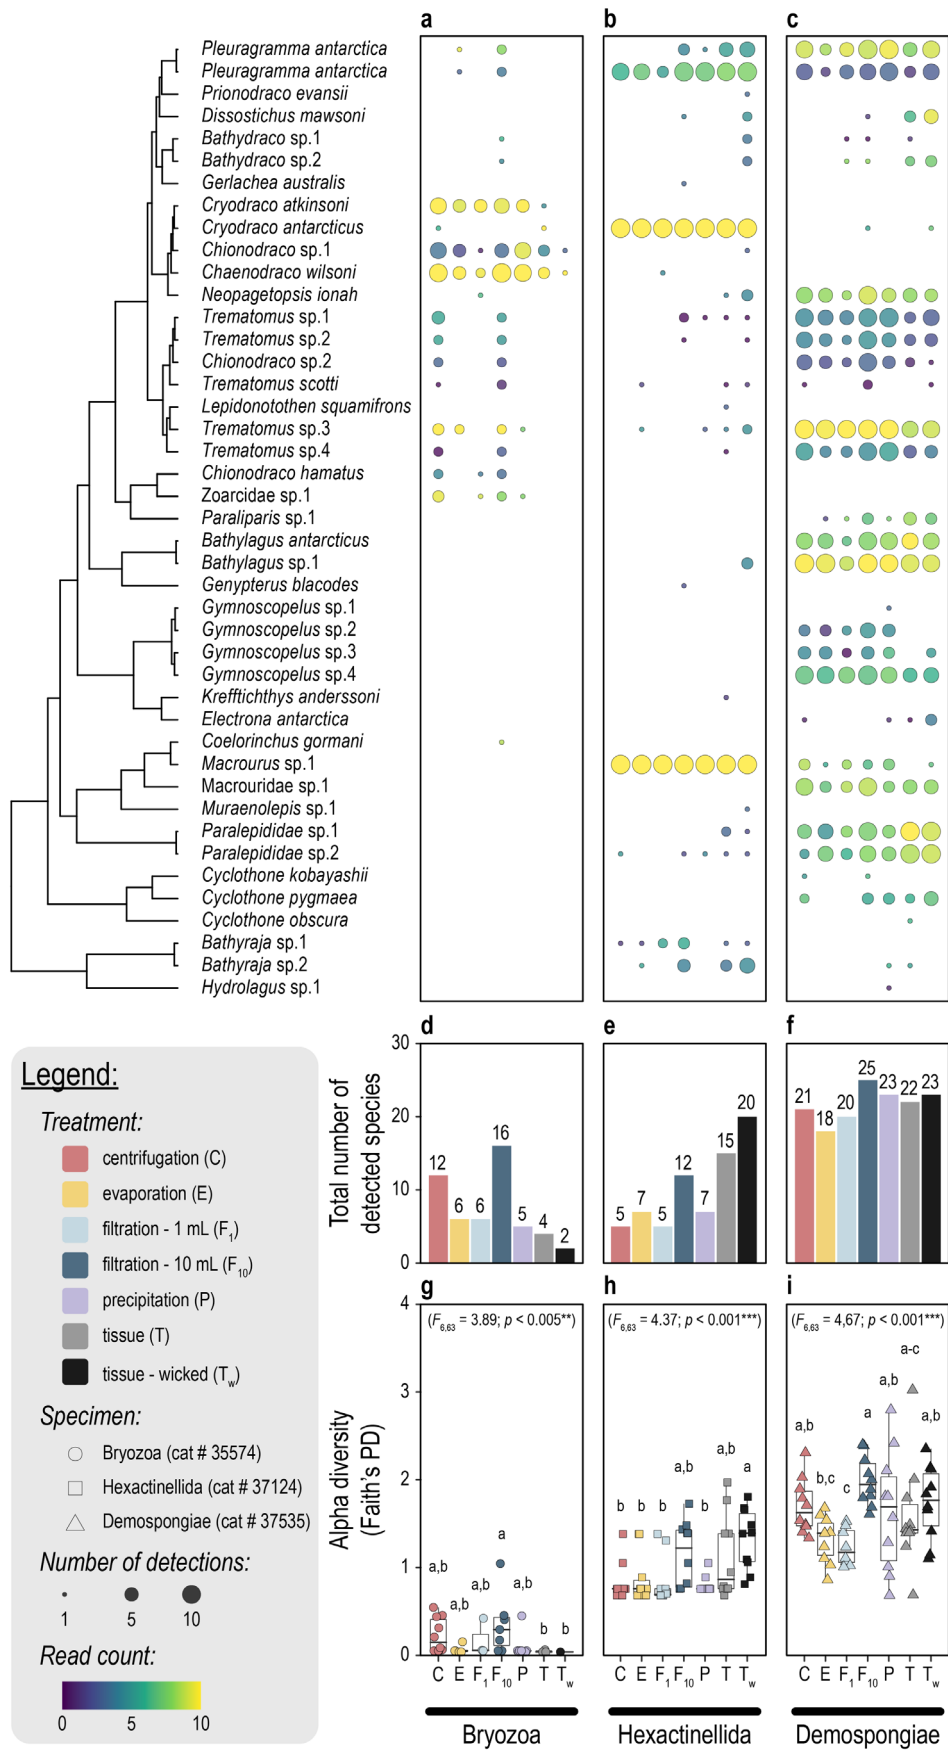 a b c
Pleuragramma antarctica
Pleuragramma antarctica
Prionodraco evansii
Dissostichus mawsoni
Bathydraco sp.1
Bathydraco sp.2
Gerlachea australis
Cryodraco atkinsoni
Cryodraco antarcticus
Chionodraco sp.1
Chaenodraco wilsoni
Neopagetopsis ionah
Trematomus sp.1
Trematomus sp.2
Chionodraco sp.2
Trematomus scotti
Lepidonotothen squamifrons
Trematomus sp.3
Trematomus sp.4
Chionodraco hamatus
Zoarcidae sp.1
Paraliparis sp.1
Bathylagus antarcticus
Bathylagus sp.1
Genypterus blacodes
Gymnoscopelus sp.1
Gymnoscopelus sp.2
Gymnoscopelus sp.3
Gymnoscopelus sp.4
Krefftichthys anderssoni
Electrona antarctica
Coelorinchus gormani
Macrourus sp.1
Macrouridae sp.1
Muraenolepis sp.1
Paralepididae sp.1
Paralepididae sp.2
Cyclothone kobayashii
Cyclothone pygmaea
Cyclothone obscura
Bathyraja sp.1
Bathyraja sp.2
Hydrolagus sp.1
Legend:
Treatment:
centrifugation (C)
evaporation (E)
filtration - 1 mL (F1)
filtration - 10 mL (F10)
precipitation (P)
tissue (T)
tissue - wicked (Tw)
Specimen:
Bryozoa (cat # 35574)
Hexactinellida (cat # 37124)
Demospongiae (cat # 37535)
Number of detections:
1 5 10
Read count:
0 5 10
d e f
Total number of
detected species
30
20
10
0
12 6 6 16 5 4 2
5 7 5 12 7 15 20
21 18 20 25 23 22 23
g h i
Alpha diversity
(Faith's PD)
4
3
2
1
0
(F6,63 = 3.89; p < 0.005**)
a,b a,b a,b a a,b b b
C E F1 F10 P T Tw
Bryozoa
(F6,63 = 4.37; p < 0.001***)
b b b a,b b a,b a
C E F1 F10 P T Tw
Hexactinellida
(F6,63 = 4,67; p < 0.001***)
a,b b,c c a a,b a-c a,b
C E F1 F10 P T Tw
Demospongiae